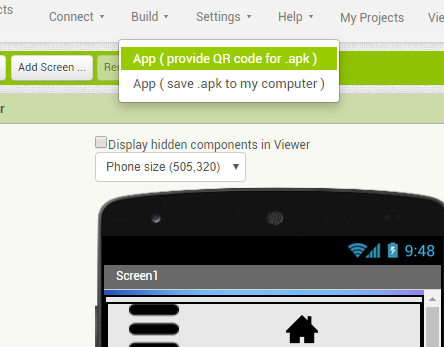 Connect Build Settings Help My Projects
App ( provide QR code for .apk )
App ( save .apk to my computer )
Add Screen ...
Display hidden components in Viewer
Phone size (505,320)
9:48
Screen1